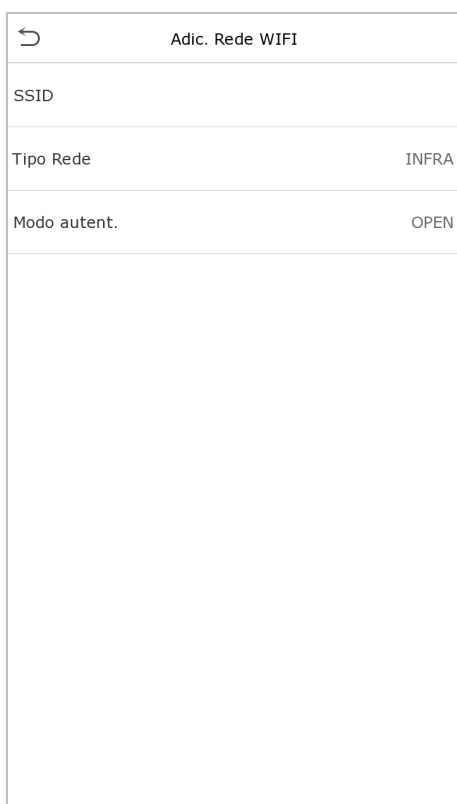 Adic. Rede WIFI
SSID
Tipo Rede INFRA
Modo autent. OPEN